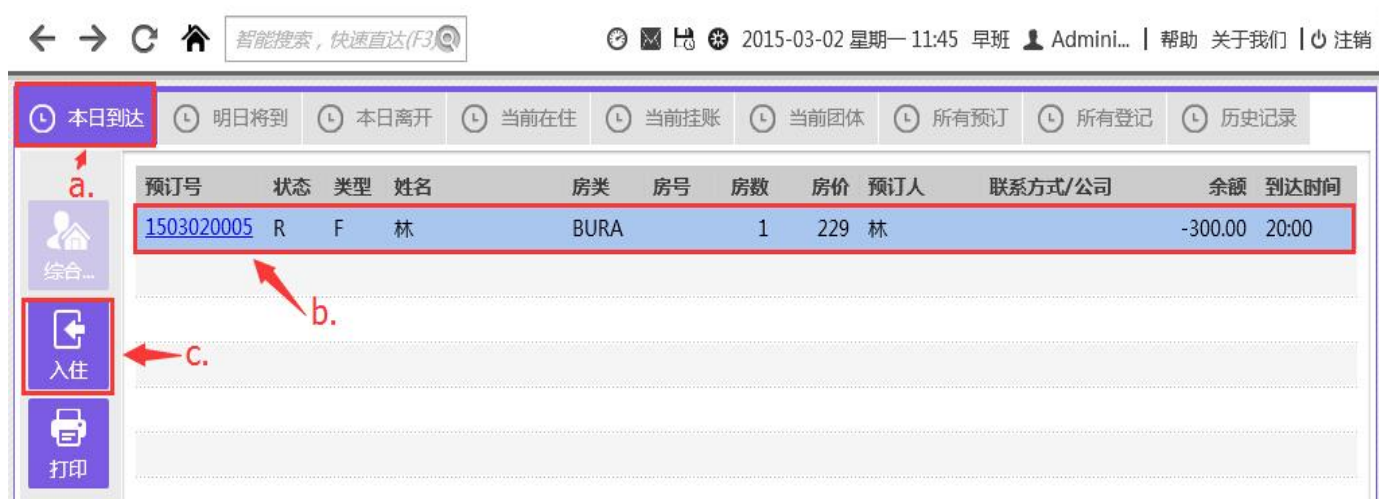 智能搜索，快速直达(F3) 2015-03-02 星期一 11:45 早班 Admini... | 帮助 关于我们 | 注销
本日到达 明日将到 本日离开 当前在住 当前挂账 当前团体 所有预订 所有登记 历史记录
a.
预订号 状态 类型 姓名 房类 房号 房数 房价 预订人 联系方式/公司 余额 到达时间
1503020005 R F 林 BURA 1 229 林 -300.00 20:00
综合...
b.
入住
c.
打印